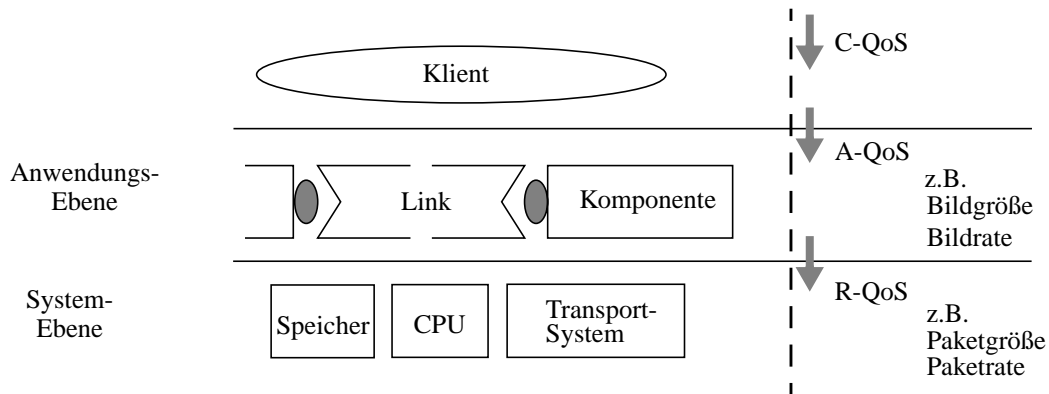 C-QoS
Klient
A-QoS
Anwendungs-
Ebene
Link
Komponente
z.B.
Bildgröße
Bildrate
R-QoS
System-
Ebene
Speicher
CPU
Transport-
System
z.B.
Paketgröße
Paketrate